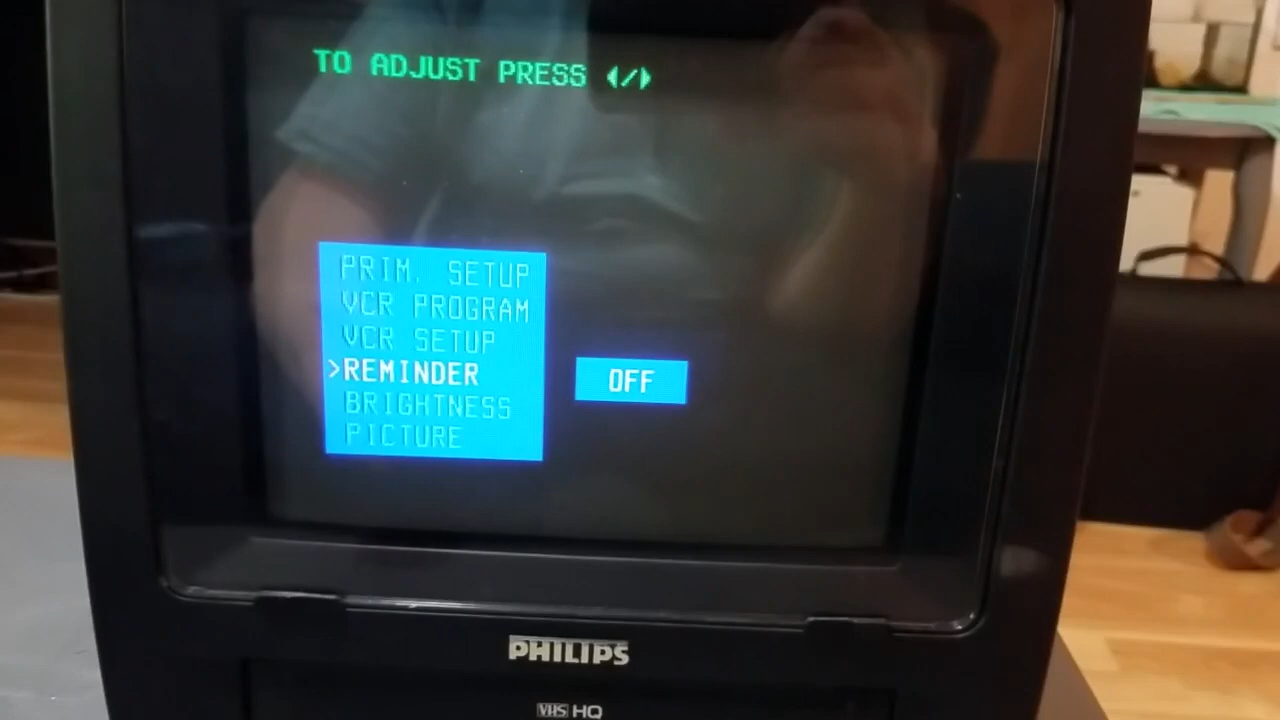 TO ADJUST PRESS ◀/▶
PRIM. SETUP
VCR PROGRAM
VCR SETUP
>REMINDER OFF
BRIGHTNESS
PICTURE
PHILIPS
VHS HQ